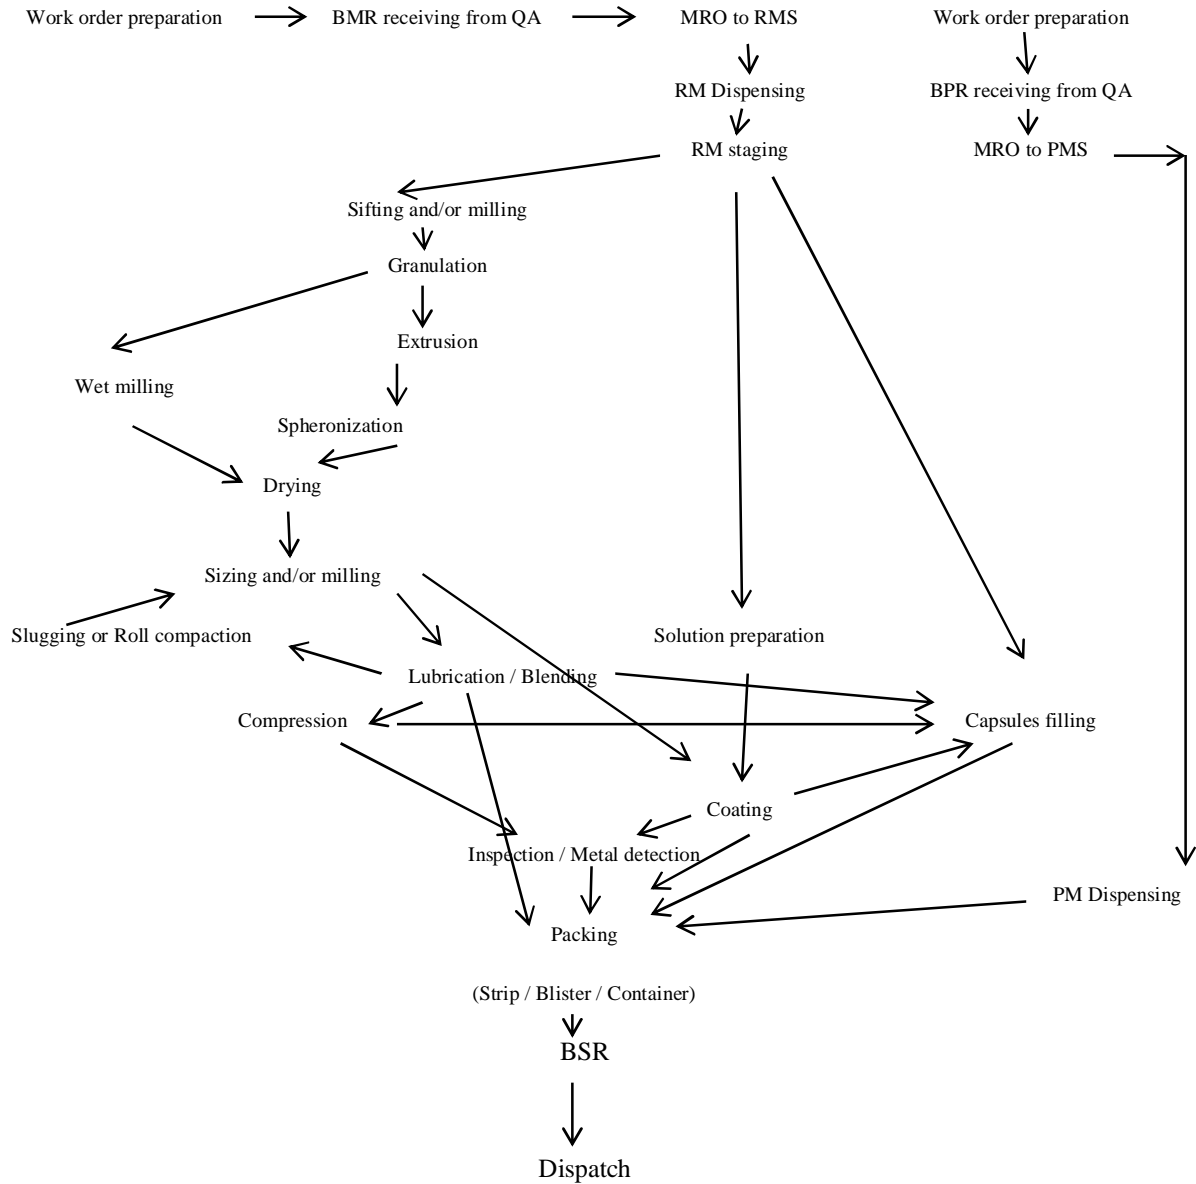 Work order preparation
BMR receiving from QA
MRO to RMS
Work order preparation
RM Dispensing
BPR receiving from QA
RM staging
MRO to PMS
Sifting and/or milling
Granulation
Extrusion
Wet milling
Spheronization
Drying
Sizing and/or milling
Slugging or Roll compaction
Solution preparation
Lubrication / Blending
Compression
Capsules filling
Coating
Inspection / Metal detection
PM Dispensing
Packing
(Strip / Blister / Container)
BSR
Dispatch